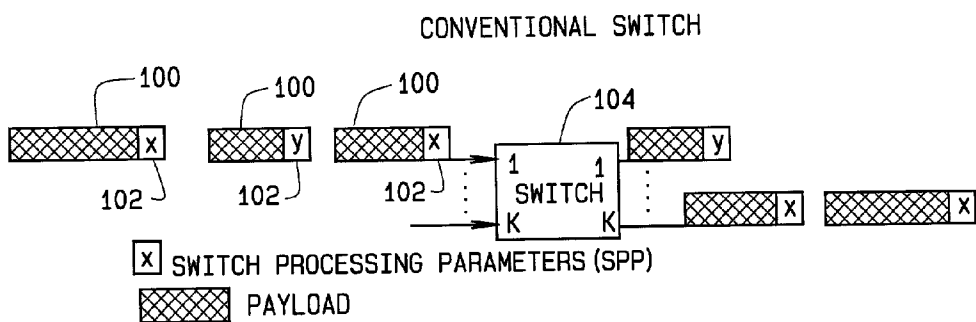 CONVENTIONAL SWITCH
100 100 100 104
x y x 1 1 y
102 102 102 SWITCH
K K x x
x SWITCH PROCESSING PARAMETERS (SPP)
PAYLOAD